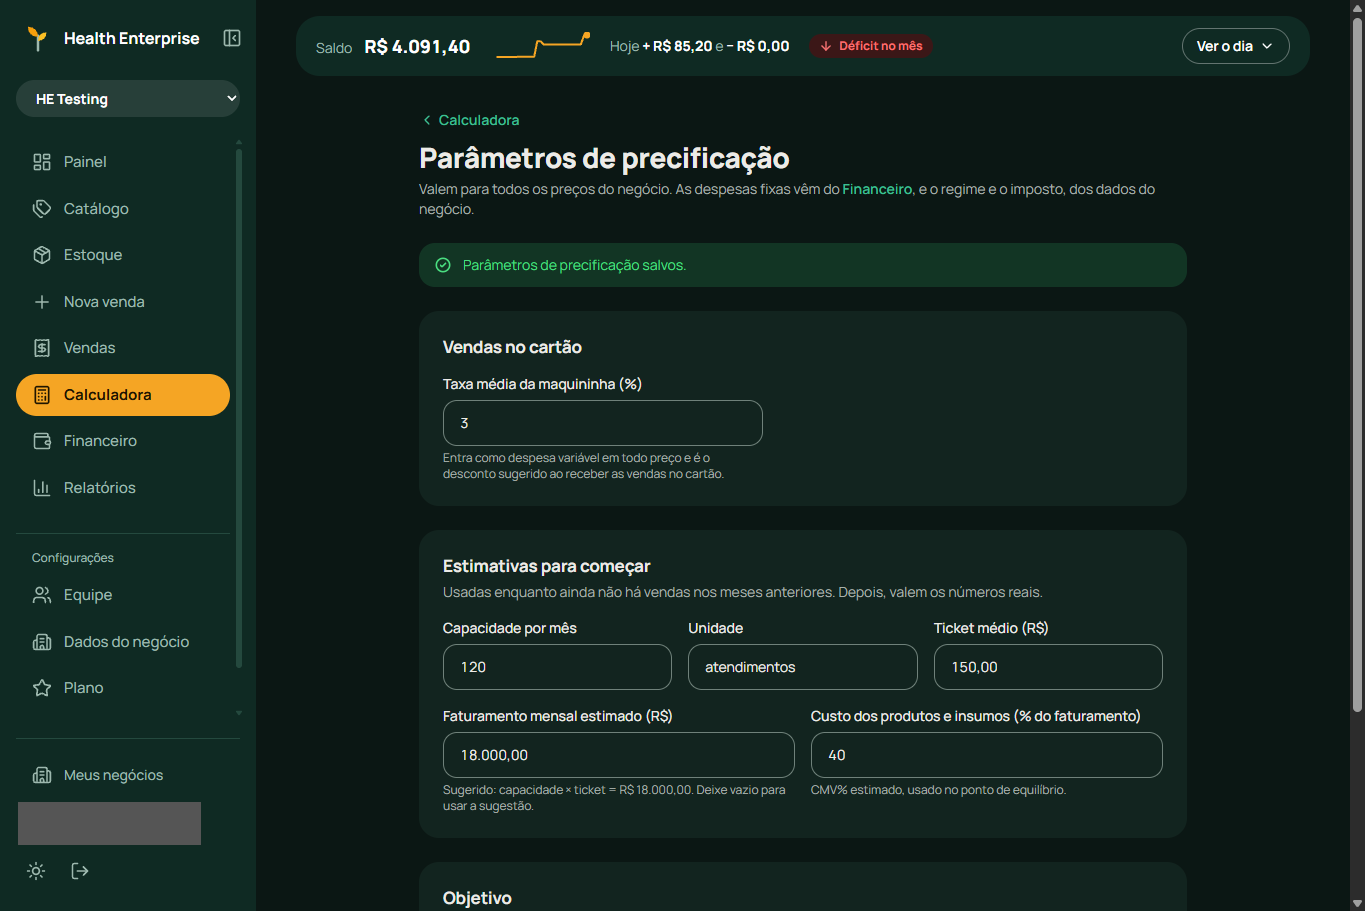 Health Enterprise
HE Testing
Painel
Catálogo
Estoque
Nova venda
Vendas
Calculadora
Financeiro
Relatórios
Configurações
Equipe
Dados do negócio
Plano
Meus negócios
Saldo R$ 4.091,40
Hoje + R$ 85,20 e − R$ 0,00
Déficit no mês
Ver o dia
Calculadora
Parâmetros de precificação
Valem para todos os preços do negócio. As despesas fixas vêm do Financeiro, e o regime e o imposto, dos dados do
negócio.
Parâmetros de precificação salvos.
Vendas no cartão
Taxa média da maquininha (%)
3
Entra como despesa variável em todo preço e é o
desconto sugerido ao receber as vendas no cartão.
Estimativas para começar
Usadas enquanto ainda não há vendas nos meses anteriores. Depois, valem os números reais.
Capacidade por mês Unidade Ticket médio (R$)
120 atendimentos 150,00
Faturamento mensal estimado (R$) Custo dos produtos e insumos (% do faturamento)
18.000,00 40
Sugerido: capacidade × ticket = R$ 18.000,00. Deixe vazio para
usar a sugestão.
CMV% estimado, usado no ponto de equilíbrio.
Objetivo